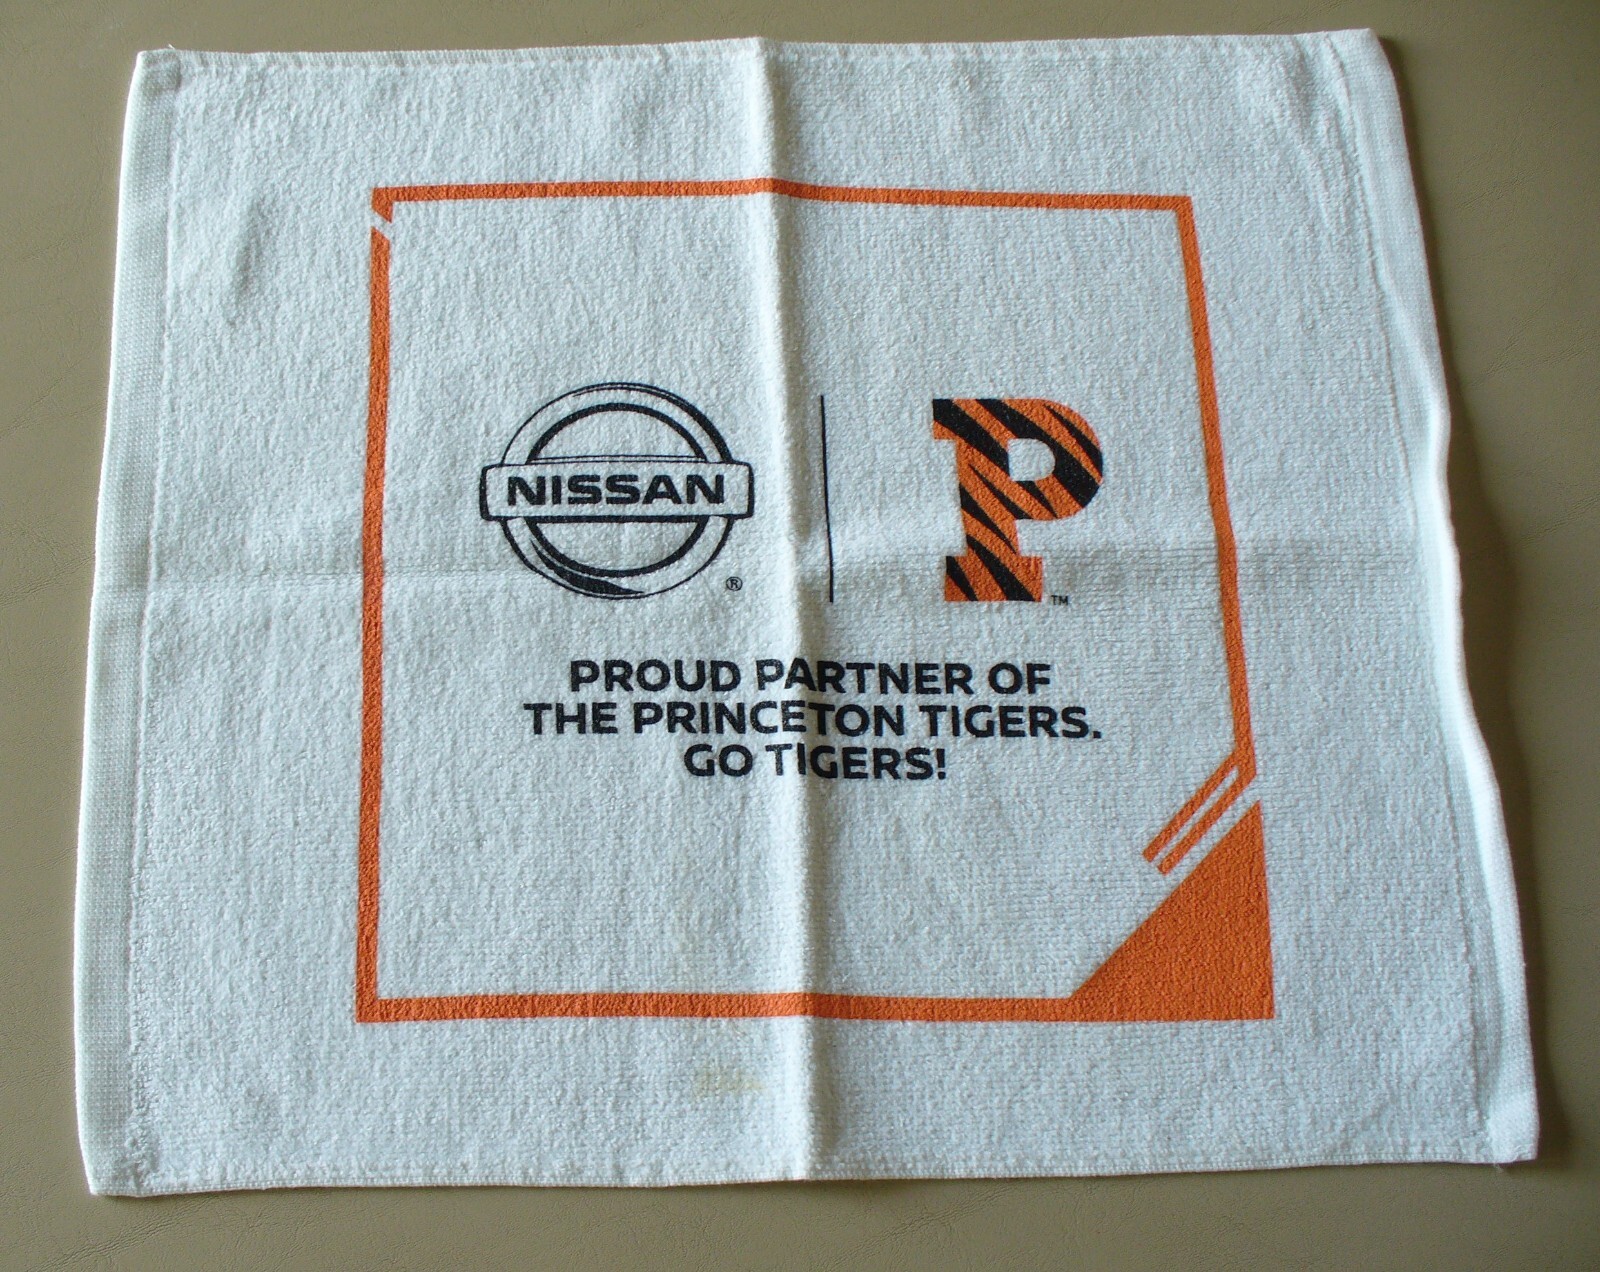 NISSAN
®
P
TM
PROUD PARTNER OF
THE PRINCETON TIGERS.
GO TIGERS!